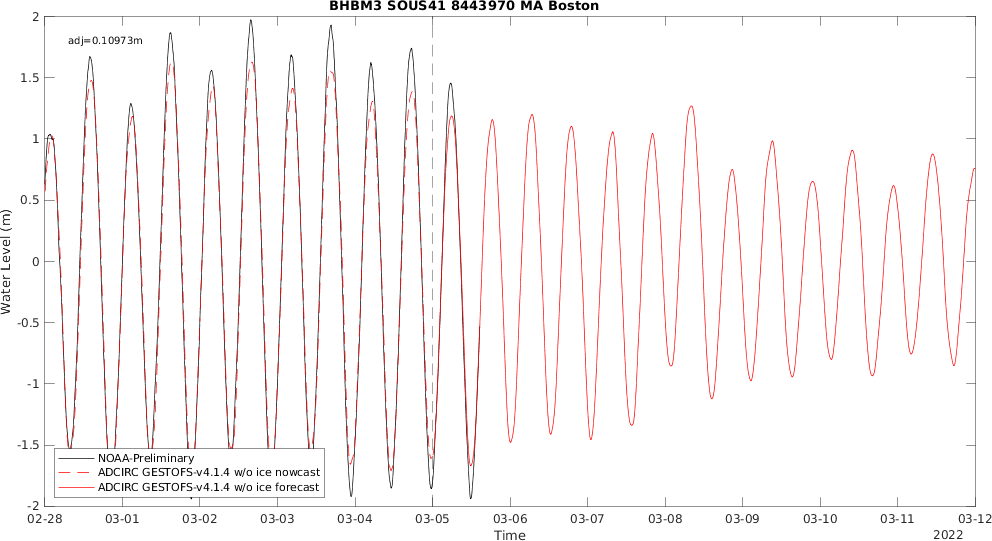 BHBM3 SOUS41 8443970 MA Boston
adj=0.10973m
Water Level (m)
2
1.5
1
0.5
0
-0.5
-1
-1.5
-2
NOAA-Preliminary
ADCIRC GESTOFS-v4.1.4 w/o ice nowcast
ADCIRC GESTOFS-v4.1.4 w/o ice forecast
02-28 03-01 03-02 03-03 03-04 03-05 03-06 03-07 03-08 03-09 03-10 03-11 03-12
Time
2022